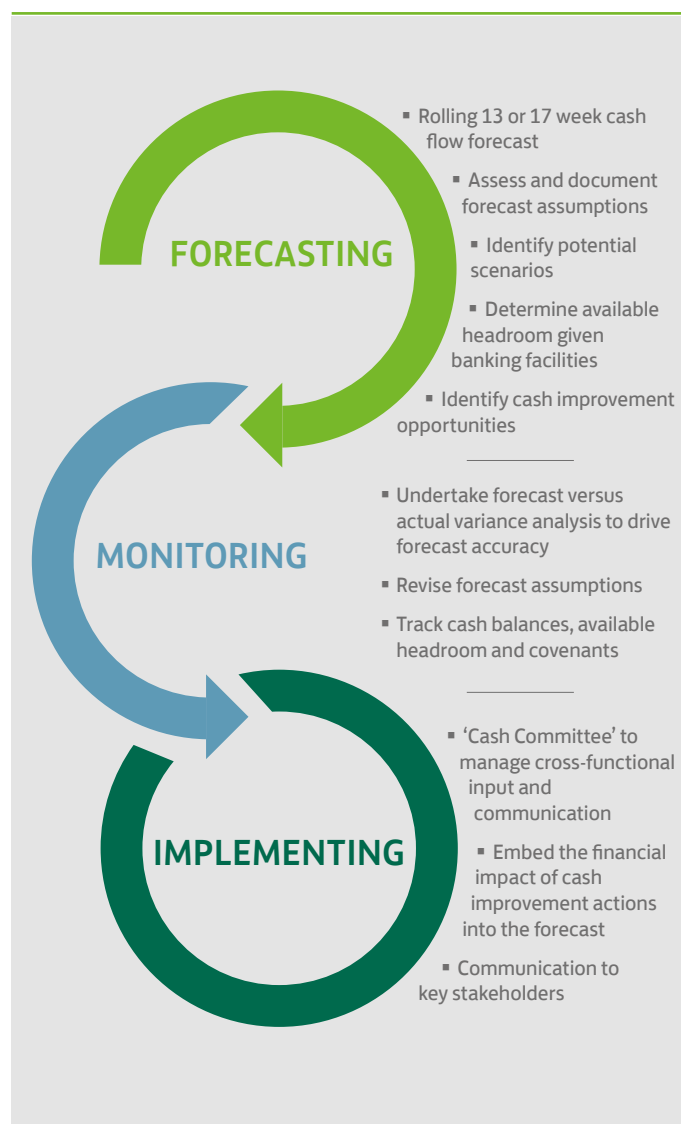 ▪ Rolling 13 or 17 week cash
flow forecast
▪ Assess and document
forecast assumptions
FORECASTING
▪ Identify potential
scenarios
▪ Determine available
headroom given
banking facilities
▪ Identify cash improvement
opportunities
▪ Undertake forecast versus
actual variance analysis to drive
forecast accuracy
MONITORING
▪ Revise forecast assumptions
▪ Track cash balances, available
headroom and covenants
▪ ‘Cash Committee’ to
manage cross-functional
input and
communication
IMPLEMENTING
▪ Embed the financial
impact of cash
improvement actions
into the forecast
▪ Communication to
key stakeholders